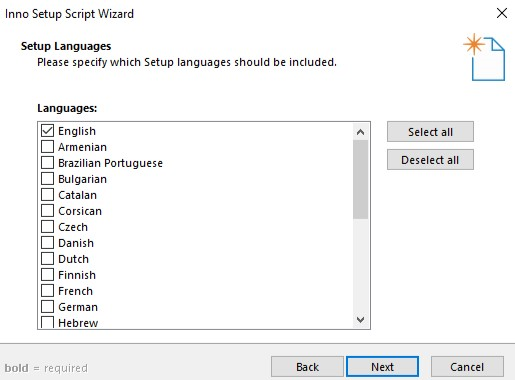 Inno Setup Script Wizard
Setup Languages
Please specify which Setup languages should be included.
Languages:
English
Armenian
Brazilian Portuguese
Bulgarian
Catalan
Corsican
Czech
Danish
Dutch
Finnish
French
German
Hebrew
Select all
Deselect all
bold = required
Back
Next
Cancel